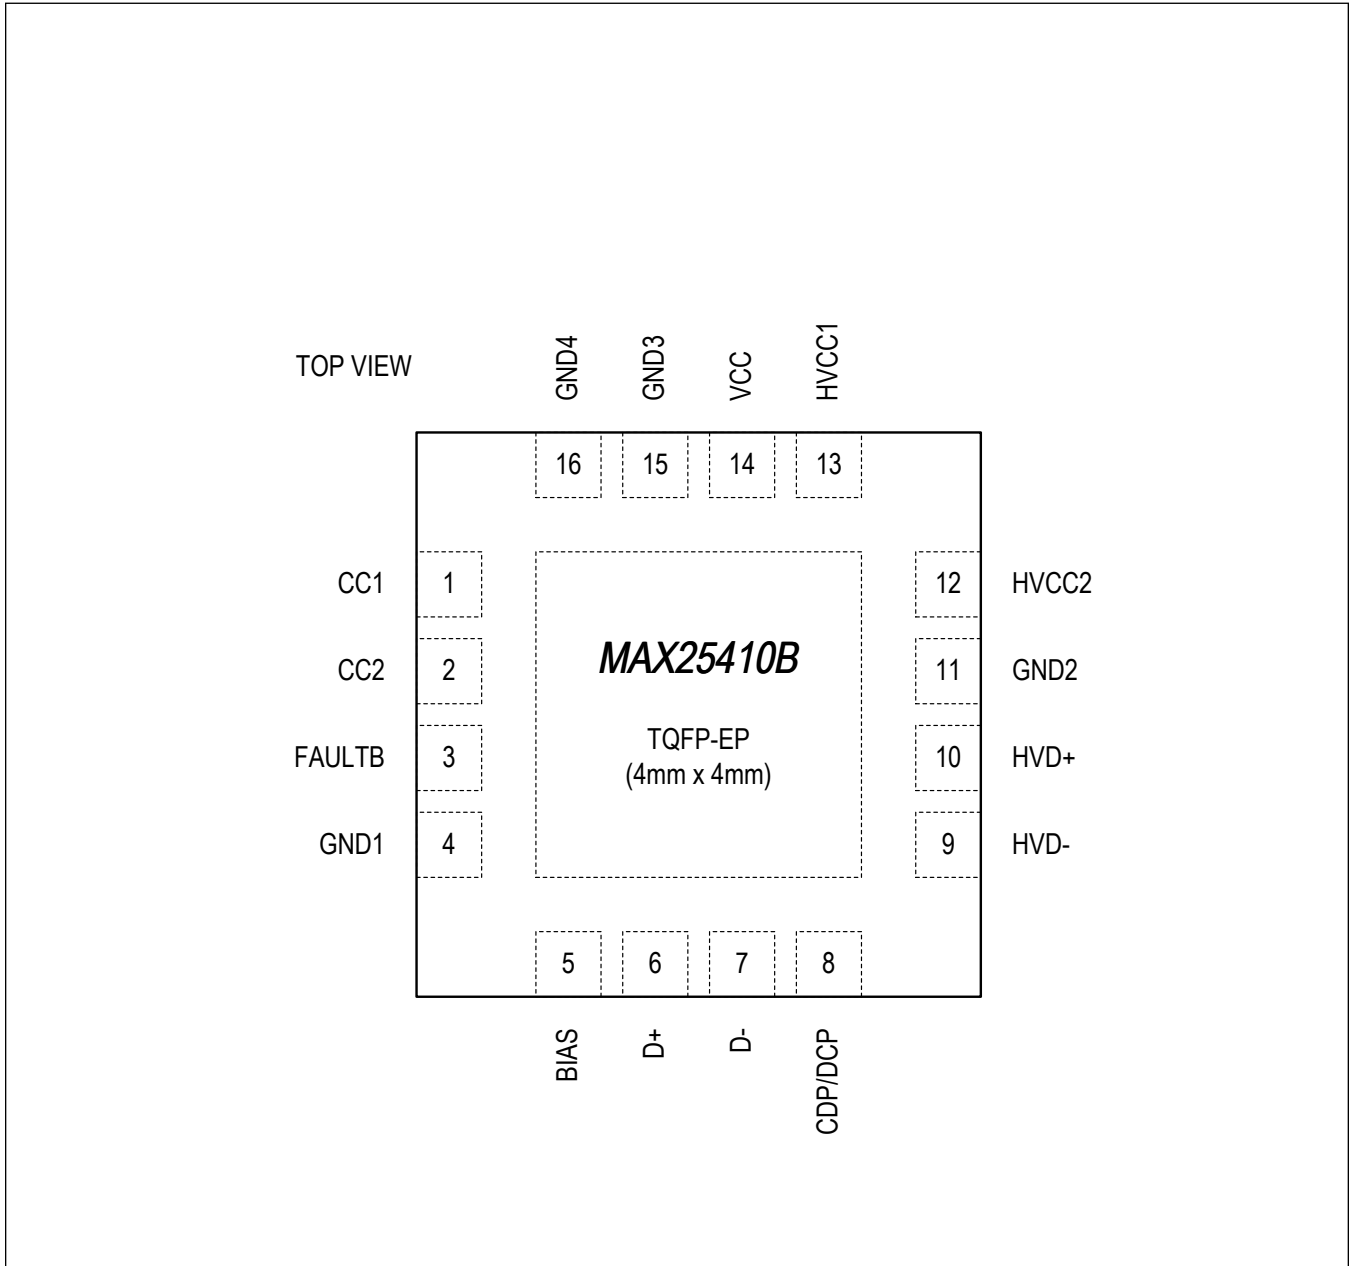 TOP VIEW
GND4
GND3
VCC
HVCC1
16
15
14
13
CC1
1
CC2
2
FAULTB
3
GND1
4
MAX25410B
TQFP-EP
(4mm x 4mm)
12
HVCC2
11
GND2
10
HVD+
9
HVD-
5
6
7
8
BIAS
D+
D-
CDP/DCP